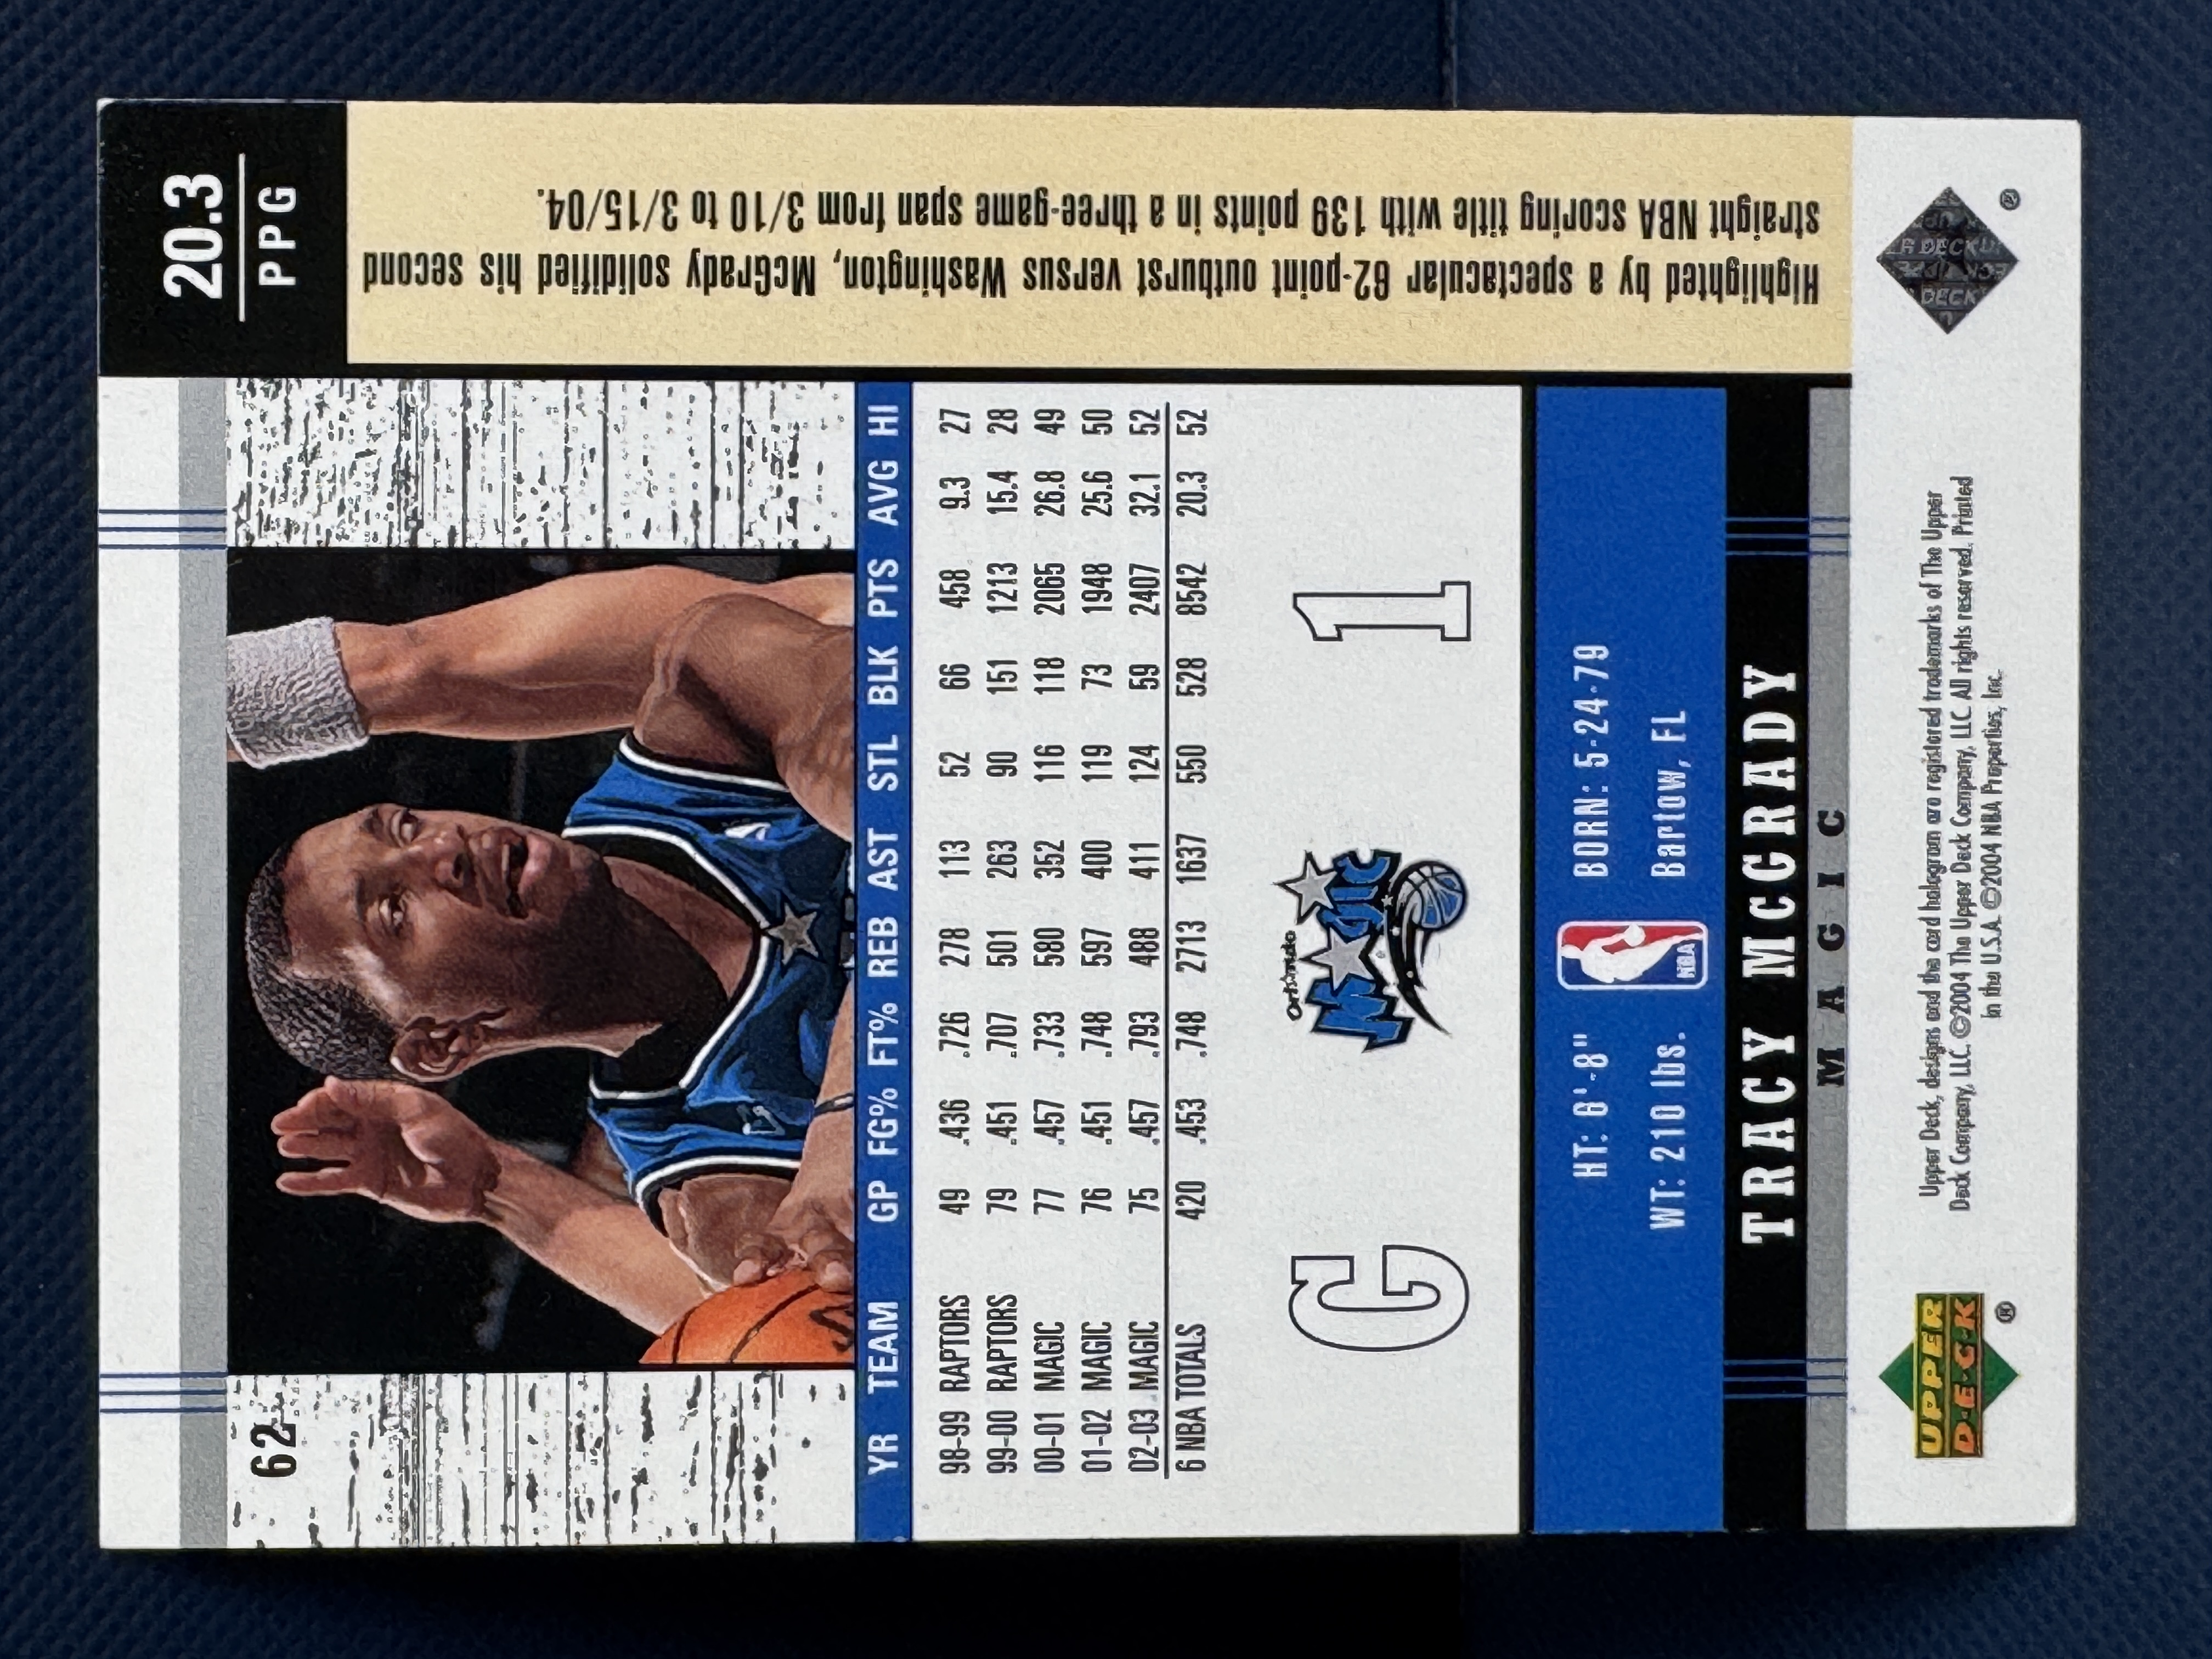 20.3
PPG
62
Highlighted by a spectacular 62-point outburst versus Washington, McGrady solidified his second
straight NBA scoring title with 139 points in a three-game span from 3/10 to 3/15/04.
YR TEAM GP FG% FT% REB AST STL BLK PTS AVG HI
98-99 RAPTORS 49 .436 .726 278 113 52 66 458 9.3 27
99-00 RAPTORS 79 .451 .707 501 263 90 151 1213 15.4 28
00-01 MAGIC 77 .457 .733 580 352 116 118 2065 26.8 49
01-02 MAGIC 76 .451 .748 597 400 119 73 1948 25.6 50
02-03 MAGIC 75 .457 .793 488 411 124 59 2407 32.1 52
6 NBA TOTALS 420 .453 .748 2713 1637 550 528 8542 20.3 52
G
Orlando
MAGIC
1
HT: 6'-8"
WT: 210 lbs.
NBA
BORN: 5-24-79
Bartow, FL
TRACY MCGRADY
MAGIC
UPPER
D•E•C•K
®
Upper Deck, designs and the card hologram are registered trademarks of The Upper
Deck Company, LLC. ©2004 The Upper Deck Company, LLC. All rights reserved. Printed
in the U.S.A. ©2004 NBA Properties, Inc.
R DECK U
DECK
®